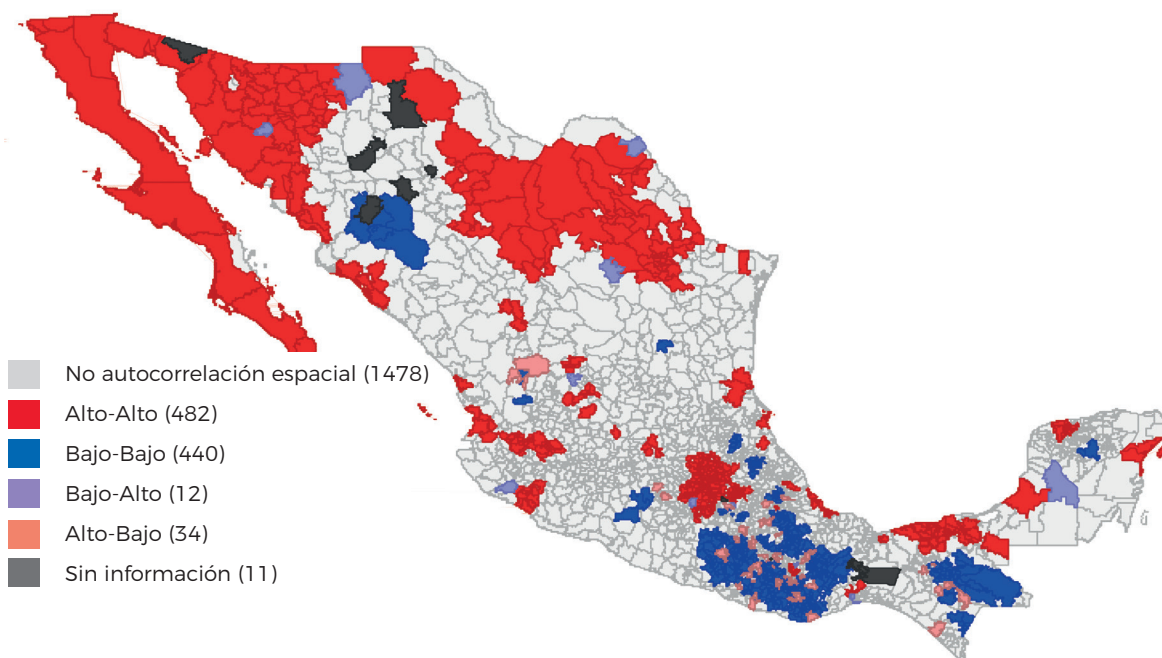 No autocorrelación espacial (1478)
Alto-Alto (482)
Bajo-Bajo (440)
Bajo-Alto (12)
Alto-Bajo (34)
Sin información (11)